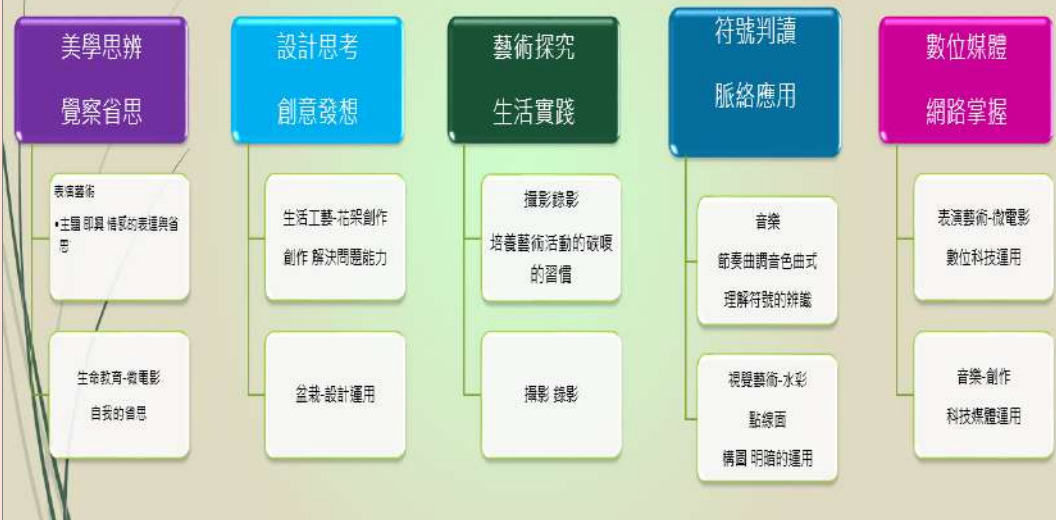 美學思辨
覺察省思
表演藝術
•主題 即興 情感的表達與省
思
生命教育-微電影
自我的省思
設計思考
創意發想
生活工藝-花架創作
創作 解決問題能力
盆栽-設計運用
藝術探究
生活實踐
攝影錄影
培養藝術活動的碳嗄
的習慣
攝影 錄影
符號判讀
脈絡應用
音樂
節奏曲調音色曲式
理解符號的辨識
視覺藝術-水彩
點線面
構圖 明暗的運用
數位媒體
網路掌握
表演藝術-微電影
數位科技運用
音樂-創作
科技媒體運用